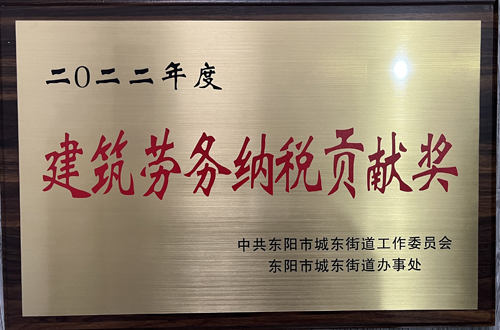 二〇二二年度
建筑劳务纳税贡献奖
中共东阳市城东街道工作委员会
东阳市城东街道办事处